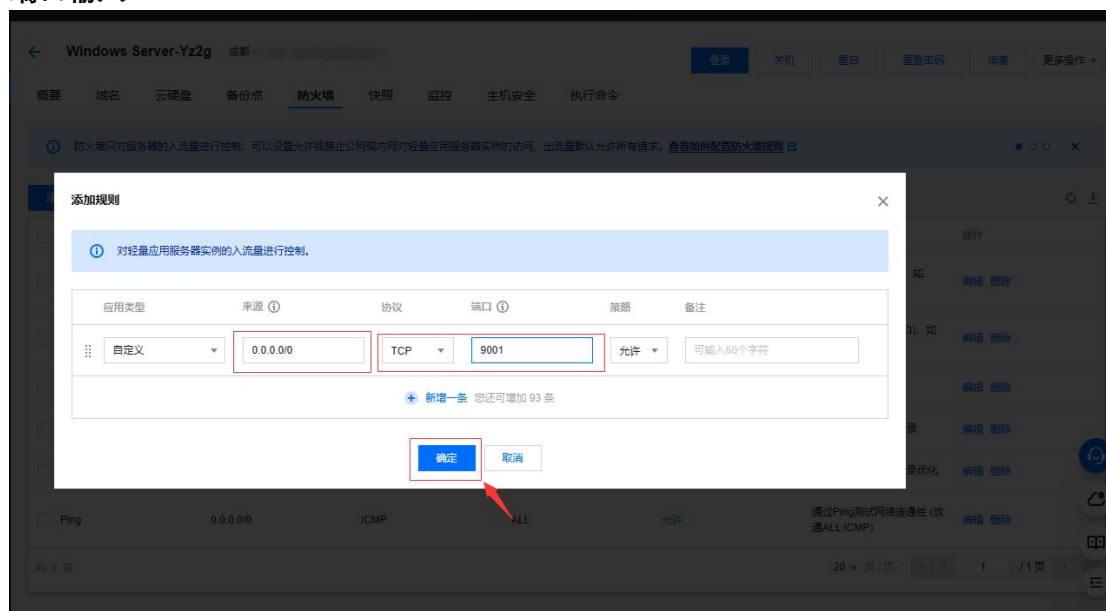 Windows Server-Yz2g 成都
登录 关机 重启 重置密码 续费 更多操作
概要 域名 云硬盘 备份点 防火墙 快照 监控 主机安全 执行命令
防火墙只对服务器的入流量进行控制，可以设置允许或禁止公网或内网对轻量应用服务器实例的访问，出流量默认允许所有请求。查看如何配置防火墙规则
添加规则
对轻量应用服务器实例的入流量进行控制。
操作
应用类型 来源 协议 端口 策略 备注
如
编辑 删除
自定义 0.0.0.0/0 TCP 9001 允许 可输入60个字符
3)，如
编辑 删除
新增一条 您还可增加 93 条
编辑 删除
录
编辑 删除
确定 取消
录优化
编辑 删除
Ping 0.0.0.0/0 ICMP ALL 允许 通过Ping测试网络连通性 (放
通ALL ICMP)
编辑 删除
共 6 条
20 条 / 页 1 / 1 页